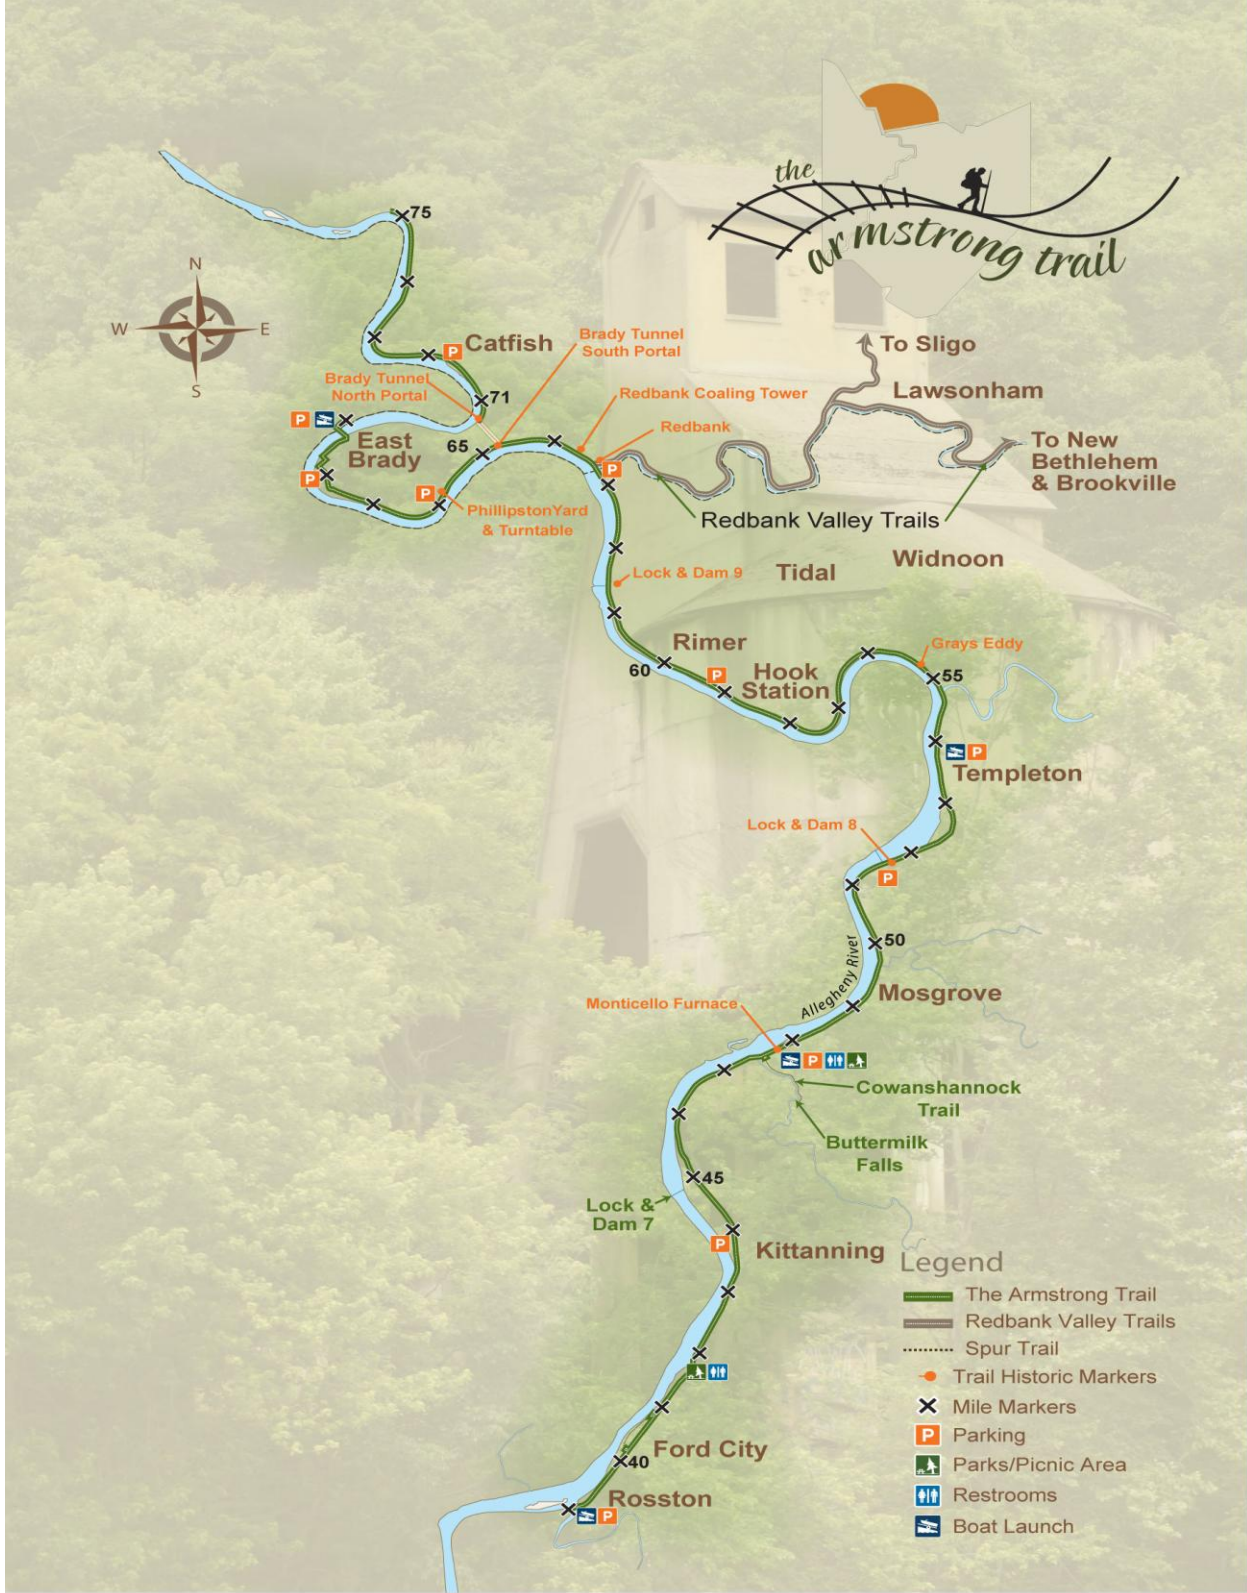 the
armstrong trail
75
N
W
E
S
Catfish
Brady Tunnel
South Portal
To Sligo
Brady Tunnel
North Portal
Redbank Coaling Tower
Lawsonham
71
Redbank
East
Brady
65
To New
Bethlehem
& Brookville
Phillipston Yard
& Turntable
Redbank Valley Trails
Widnoon
Lock & Dam 9
Tidal
Rimer
Grays Eddy
60
Hook
Station
55
Templeton
Lock & Dam 8
50
Allegheny River
Mosgrove
Monticello Furnace
Cowanshannock
Trail
Buttermilk
Falls
45
Lock &
Dam 7
Kittanning
Ford City
40
Rosston
P
P
P
P
P
P
P
P
P
P
P
Legend
The Armstrong Trail
Redbank Valley Trails
Spur Trail
Trail Historic Markers
Mile Markers
P Parking
Parks/Picnic Area
Restrooms
Boat Launch